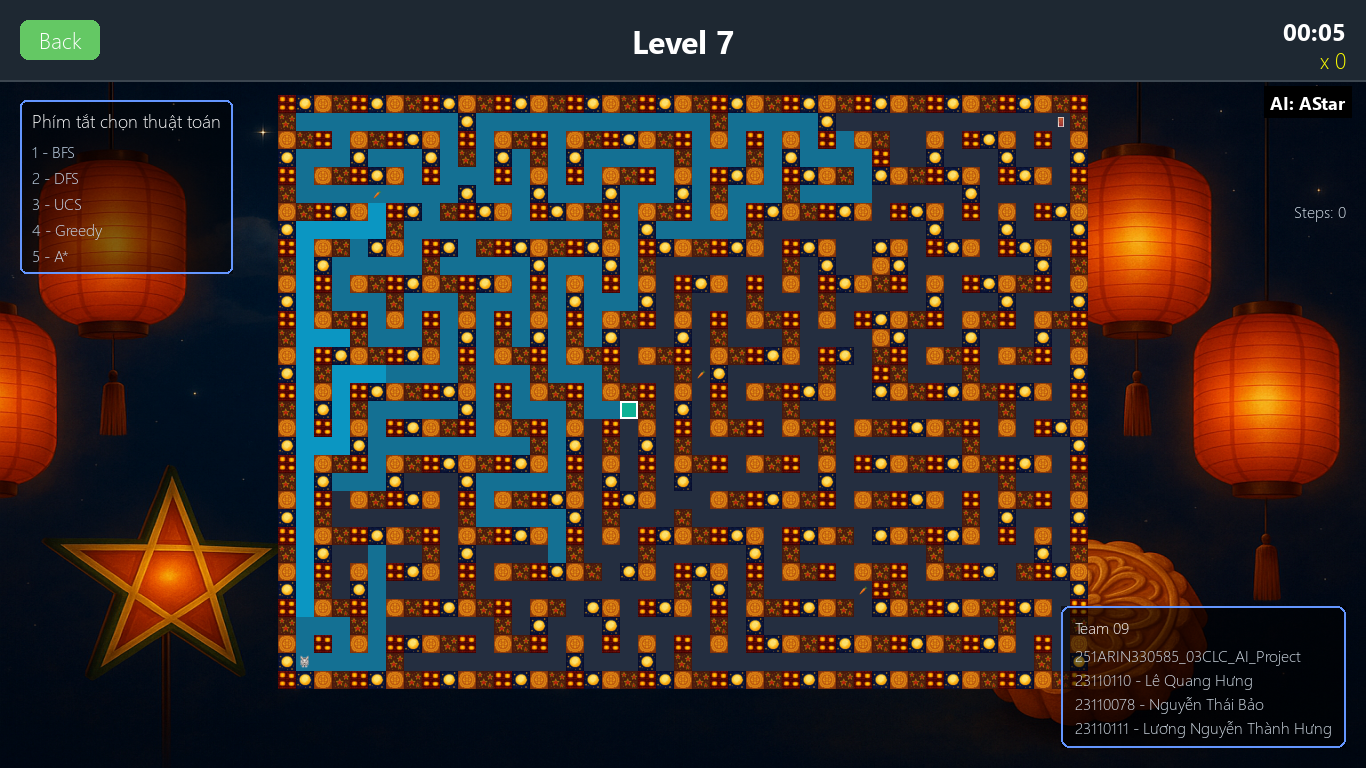 Back
Level 7
00:05
x 0
AI: AStar
Phím tắt chọn thuật toán
1 - BFS
2 - DFS
3 - UCS
4 - Greedy
5 - A*
Steps: 0
Team 09
251ARIN330585_03CLC_AI_Project
23110110 - Lê Quang Hưng
23110078 - Nguyễn Thái Bảo
23110111 - Lương Nguyễn Thành Hưng